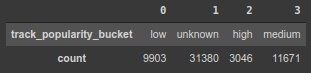 0 1 2 3
track_popularity_bucket low unknown high medium
count 9903 31380 3046 11671